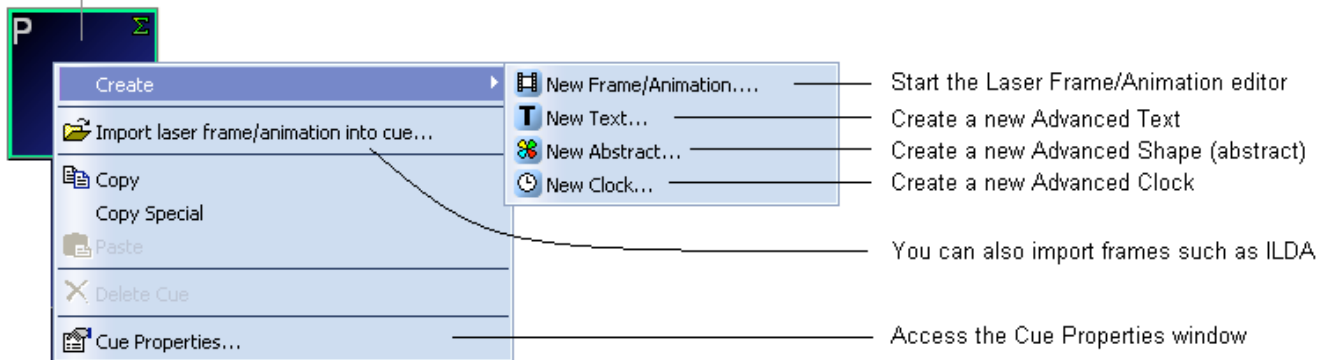 P Σ
Create
Import laser frame/animation into cue...
Copy
Copy Special
Paste
Delete Cue
Cue Properties...
New Frame/Animation....
T New Text...
New Abstract...
New Clock...
Start the Laser Frame/Animation editor
Create a new Advanced Text
Create a new Advanced Shape (abstract)
Create a new Advanced Clock
You can also import frames such as ILDA
Access the Cue Properties window